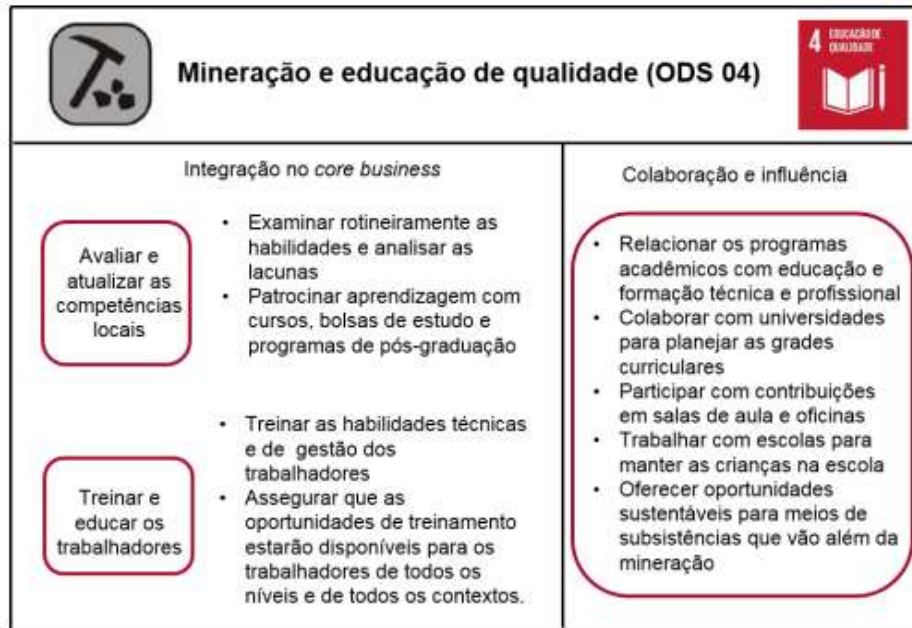 Mineração e educação de qualidade (ODS 04)
4 EDUCAÇÃO DE
QUALIDADE
Integração no core business
Avaliar e
atualizar as
competências
locais
• Examinar rotineiramente as
habilidades e analisar as
lacunas
• Patrocinar aprendizagem com
cursos, bolsas de estudo e
programas de pós-graduação
Treinar e
educar os
trabalhadores
• Treinar as habilidades técnicas
e de gestão dos
trabalhadores
• Assegurar que as
oportunidades de treinamento
estarão disponíveis para os
trabalhadores de todos os
níveis e de todos os contextos.
Colaboração e influência
• Relacionar os programas
acadêmicos com educação e
formação técnica e profissional
• Colaborar com universidades
para planejar as grades
curriculares
• Participar com contribuições
em salas de aula e oficinas
• Trabalhar com escolas para
manter as crianças na escola
• Oferecer oportunidades
sustentáveis para meios de
subsistências que vão além da
mineração